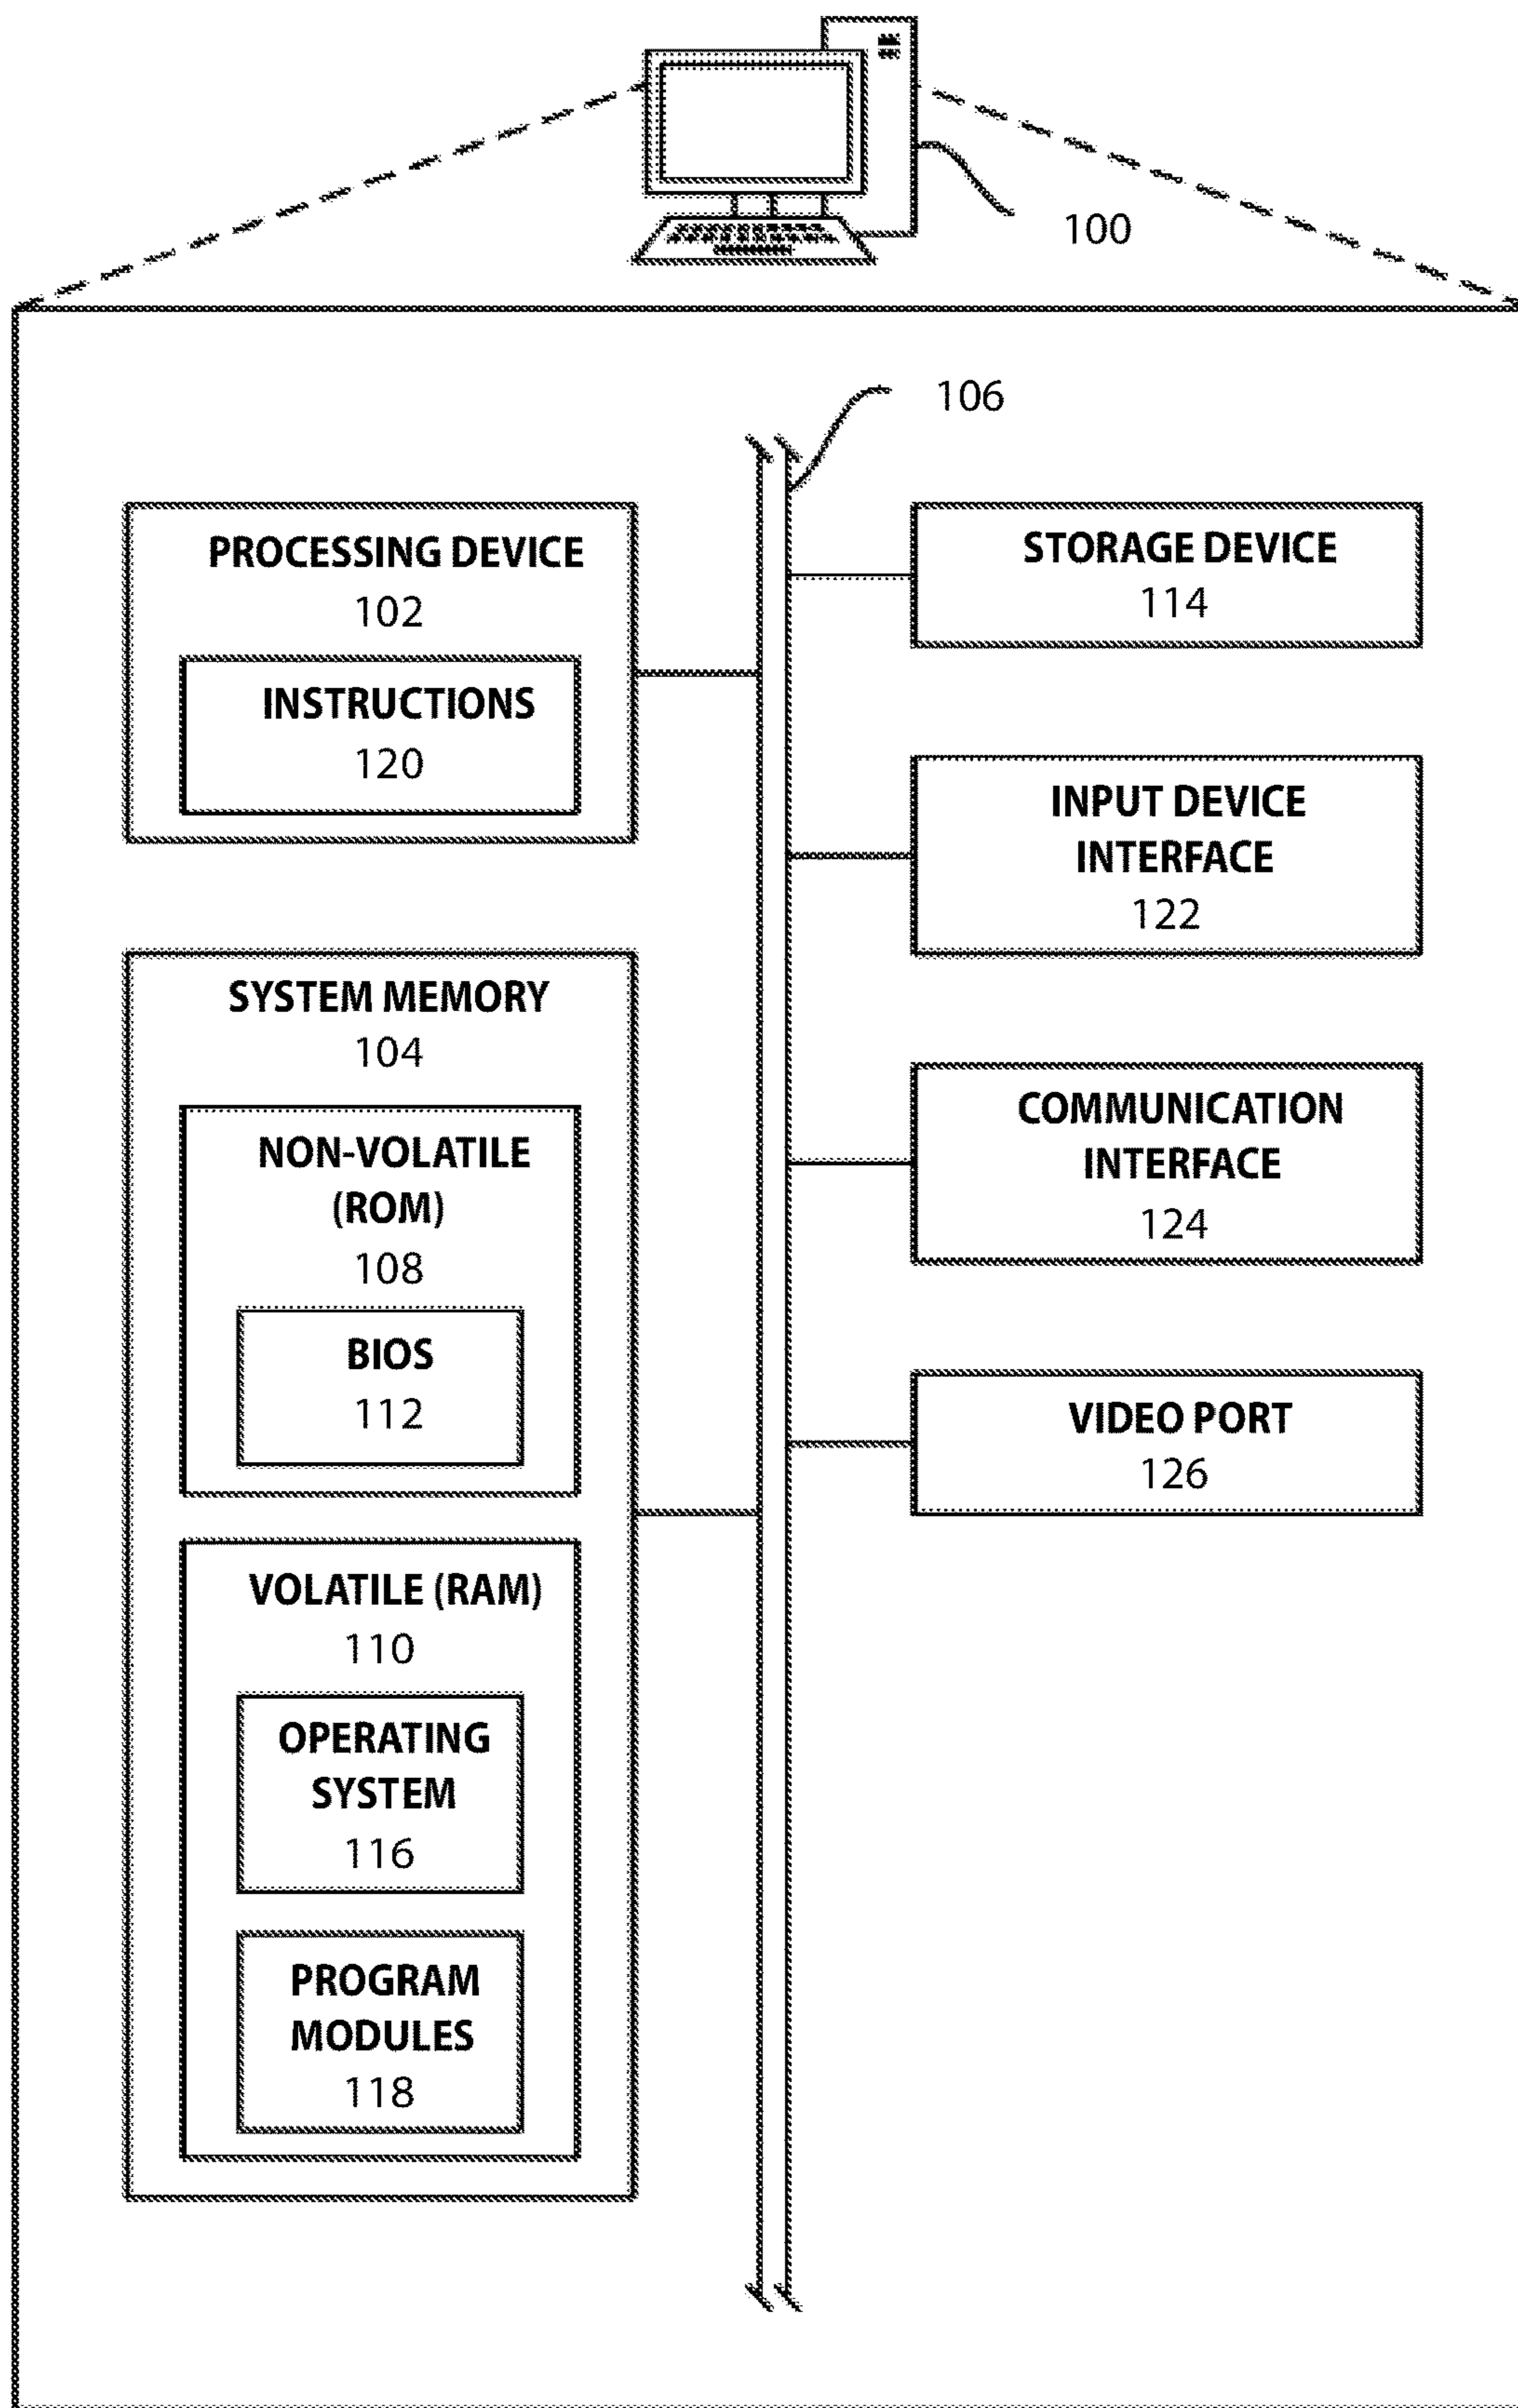 100
106
PROCESSING DEVICE
102
INSTRUCTIONS
120
SYSTEM MEMORY
104
NON-VOLATILE
(ROM)
108
BIOS
112
VOLATILE (RAM)
110
OPERATING
SYSTEM
116
PROGRAM
MODULES
118
STORAGE DEVICE
114
INPUT DEVICE
INTERFACE
122
COMMUNICATION
INTERFACE
124
VIDEO PORT
126